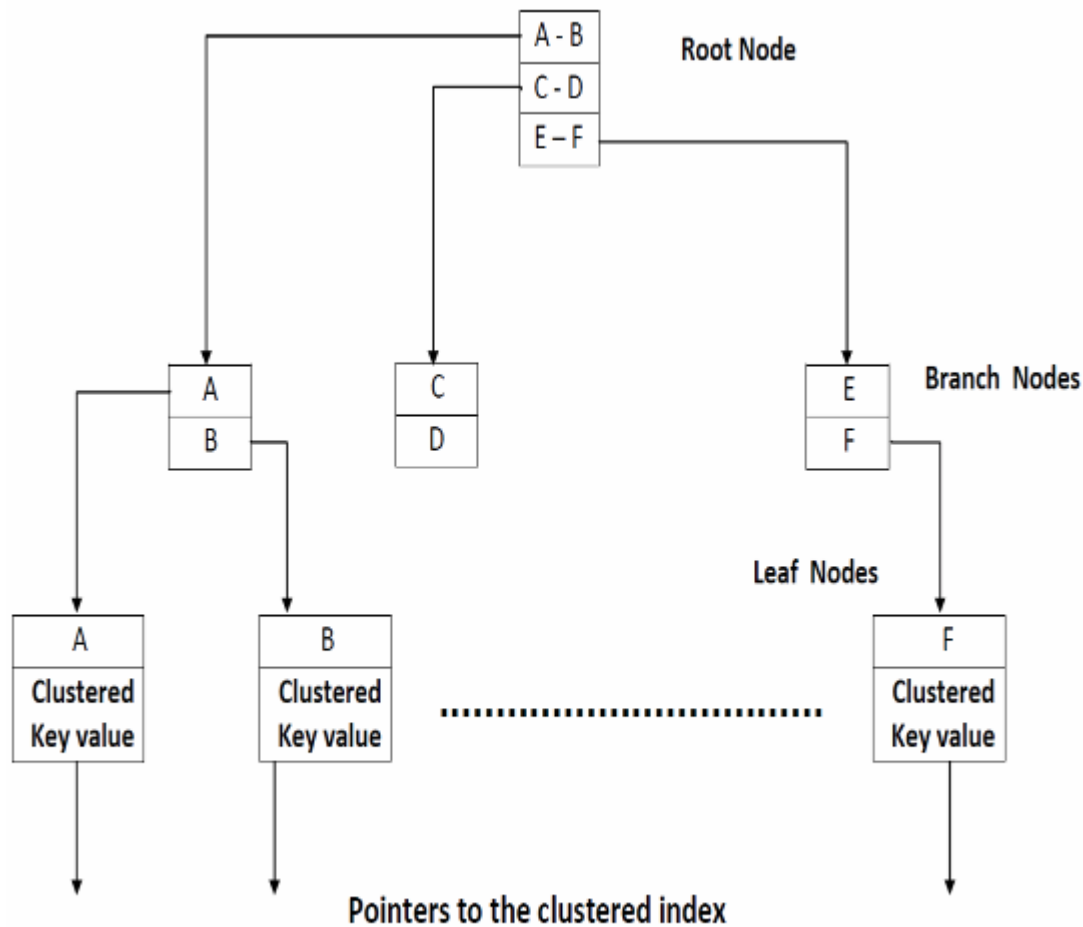 A - B
Root Node
C - D
E – F
A
B
C
D
E
F
Branch Nodes
Leaf Nodes
A
Clustered
Key value
B
Clustered
Key value
F
Clustered
Key value
Pointers to the clustered index